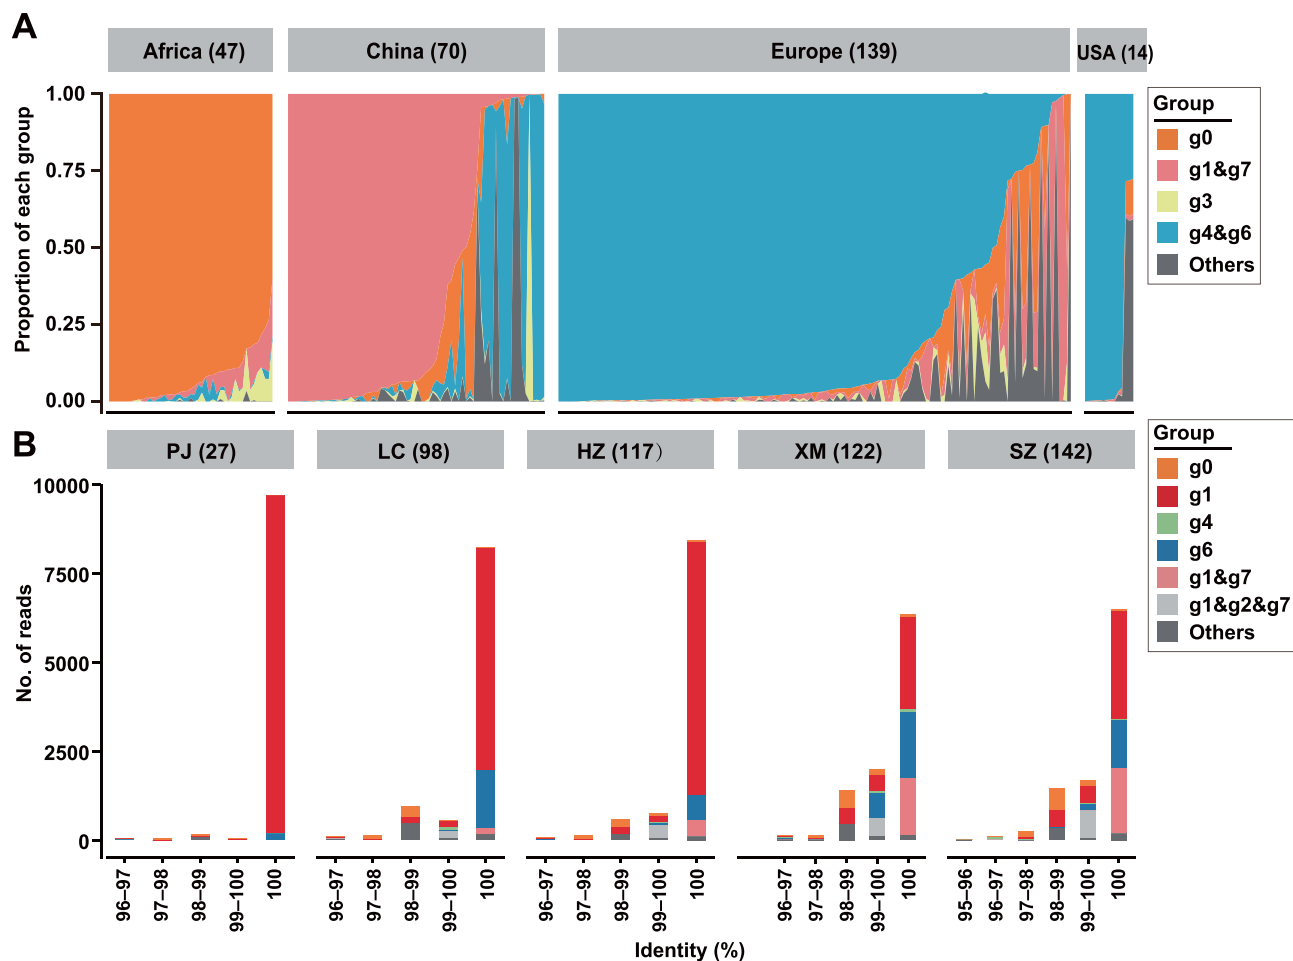 A
Africa (47)
China (70)
Europe (139)
USA (14)
Proportion of each group
1.00
0.75
0.50
0.25
0.00
Group
g0
g1&g7
g3
g4&g6
Others
B
PJ (27)
LC (98)
HZ (117）
XM (122)
SZ (142)
No. of reads
10000
7500
5000
2500
0
Group
g0
g1
g4
g6
g1&g7
g1&g2&g7
Others
96–97
97–98
98–99
99–100
100
96–97
97–98
98–99
99–100
100
96–97
97–98
98–99
99–100
100
96–97
97–98
98–99
99–100
100
95–96
96–97
97–98
98–99
99–100
100
Identity (%)